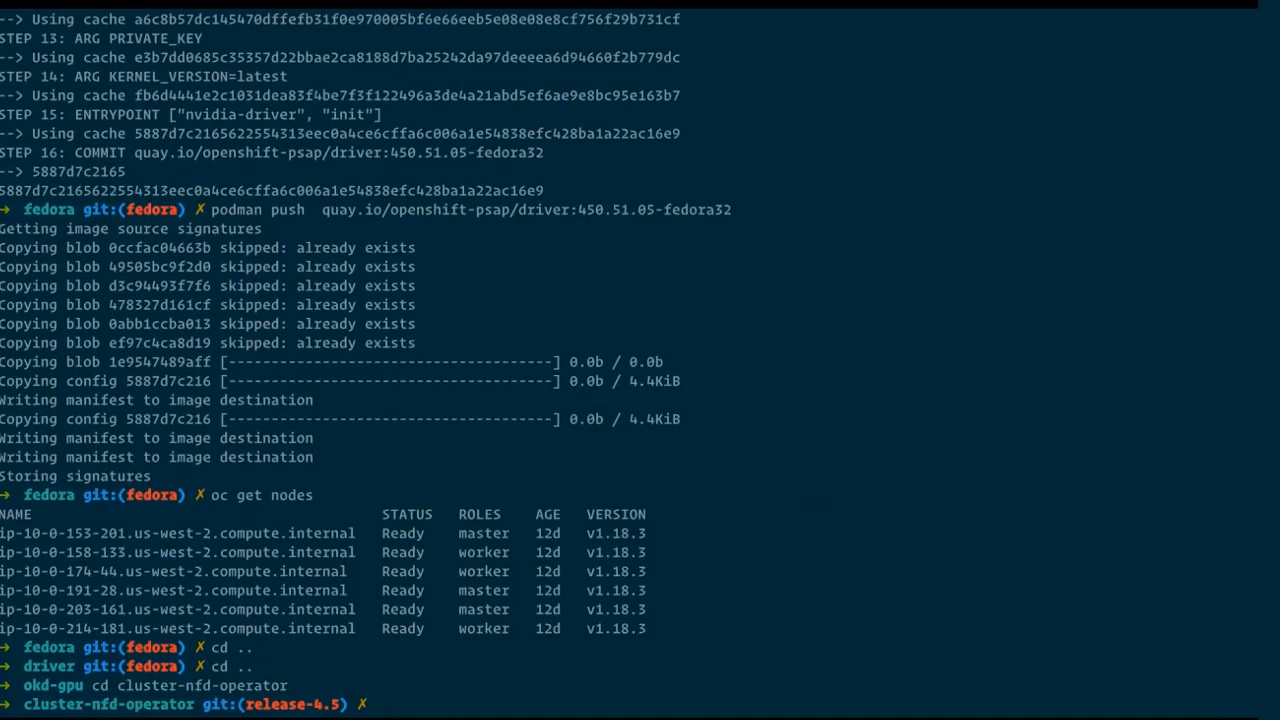 --> Using cache a6c8b57dc145470dffefb31f0e970005bf6e66eeb5e08e08e8cf756f29b731cf
STEP 13: ARG PRIVATE_KEY
--> Using cache e3b7dd0685c35357d22bbae2ca8188d7ba25242da97deeeea6d94660f2b779dc
STEP 14: ARG KERNEL_VERSION=latest
--> Using cache fb6d4441e2c1031dea83f4be7f3f122496a3de4a21abd5ef6ae9e8bc95e163b7
STEP 15: ENTRYPOINT ["nvidia-driver", "init"]
--> Using cache 5887d7c2165622554313eec0a4ce6cffa6c006a1e54838efc428ba1a22ac16e9
STEP 16: COMMIT quay.io/openshift-psap/driver:450.51.05-fedora32
--> 5887d7c2165
5887d7c2165622554313eec0a4ce6cffa6c006a1e54838efc428ba1a22ac16e9
→ fedora git:(fedora) ✗ podman push  quay.io/openshift-psap/driver:450.51.05-fedora32
Getting image source signatures
Copying blob 0ccfac04663b skipped: already exists
Copying blob 49505bc9f2d0 skipped: already exists
Copying blob d3c94493f7f6 skipped: already exists
Copying blob 478327d161cf skipped: already exists
Copying blob 0abb1ccba013 skipped: already exists
Copying blob ef97c4ca8d19 skipped: already exists
Copying blob 1e9547489aff [--------------------------------------] 0.0b / 0.0b
Copying config 5887d7c216 [--------------------------------------] 0.0b / 4.4KiB
Writing manifest to image destination
Copying config 5887d7c216 [--------------------------------------] 0.0b / 4.4KiB
Writing manifest to image destination
Writing manifest to image destination
Storing signatures
→ fedora git:(fedora) ✗ oc get nodes
NAME STATUS ROLES AGE VERSION
ip-10-0-153-201.us-west-2.compute.internal Ready master 12d v1.18.3
ip-10-0-158-133.us-west-2.compute.internal Ready worker 12d v1.18.3
ip-10-0-174-44.us-west-2.compute.internal Ready worker 12d v1.18.3
ip-10-0-191-28.us-west-2.compute.internal Ready master 12d v1.18.3
ip-10-0-203-161.us-west-2.compute.internal Ready master 12d v1.18.3
ip-10-0-214-181.us-west-2.compute.internal Ready worker 12d v1.18.3
→ fedora git:(fedora) ✗ cd ..
→ driver git:(fedora) ✗ cd ..
→ okd-gpu cd cluster-nfd-operator
→ cluster-nfd-operator git:(release-4.5) ✗